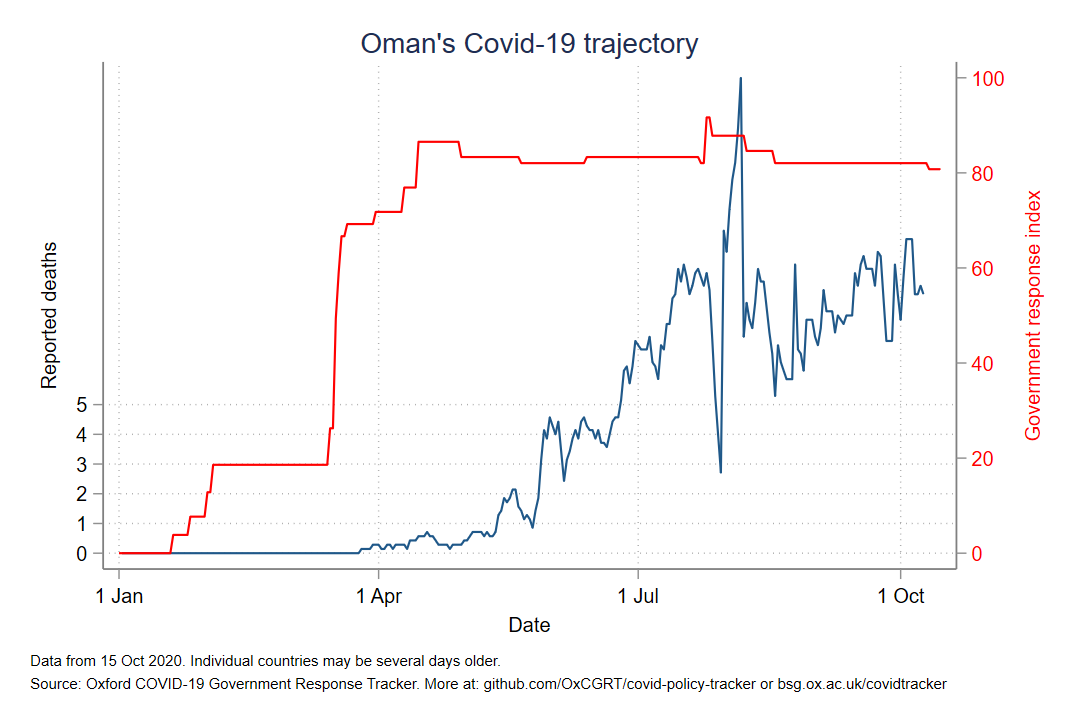 Oman's Covid-19 trajectory
Reported deaths
5
4
3
2
1
0
100
80
60
40
20
0
Government response index
1 Jan
1 Apr
1 Jul
1 Oct
Date
Data from 15 Oct 2020. Individual countries may be several days older.
Source: Oxford COVID-19 Government Response Tracker. More at: github.com/OxCGRT/covid-policy-tracker or bsg.ox.ac.uk/covidtracker